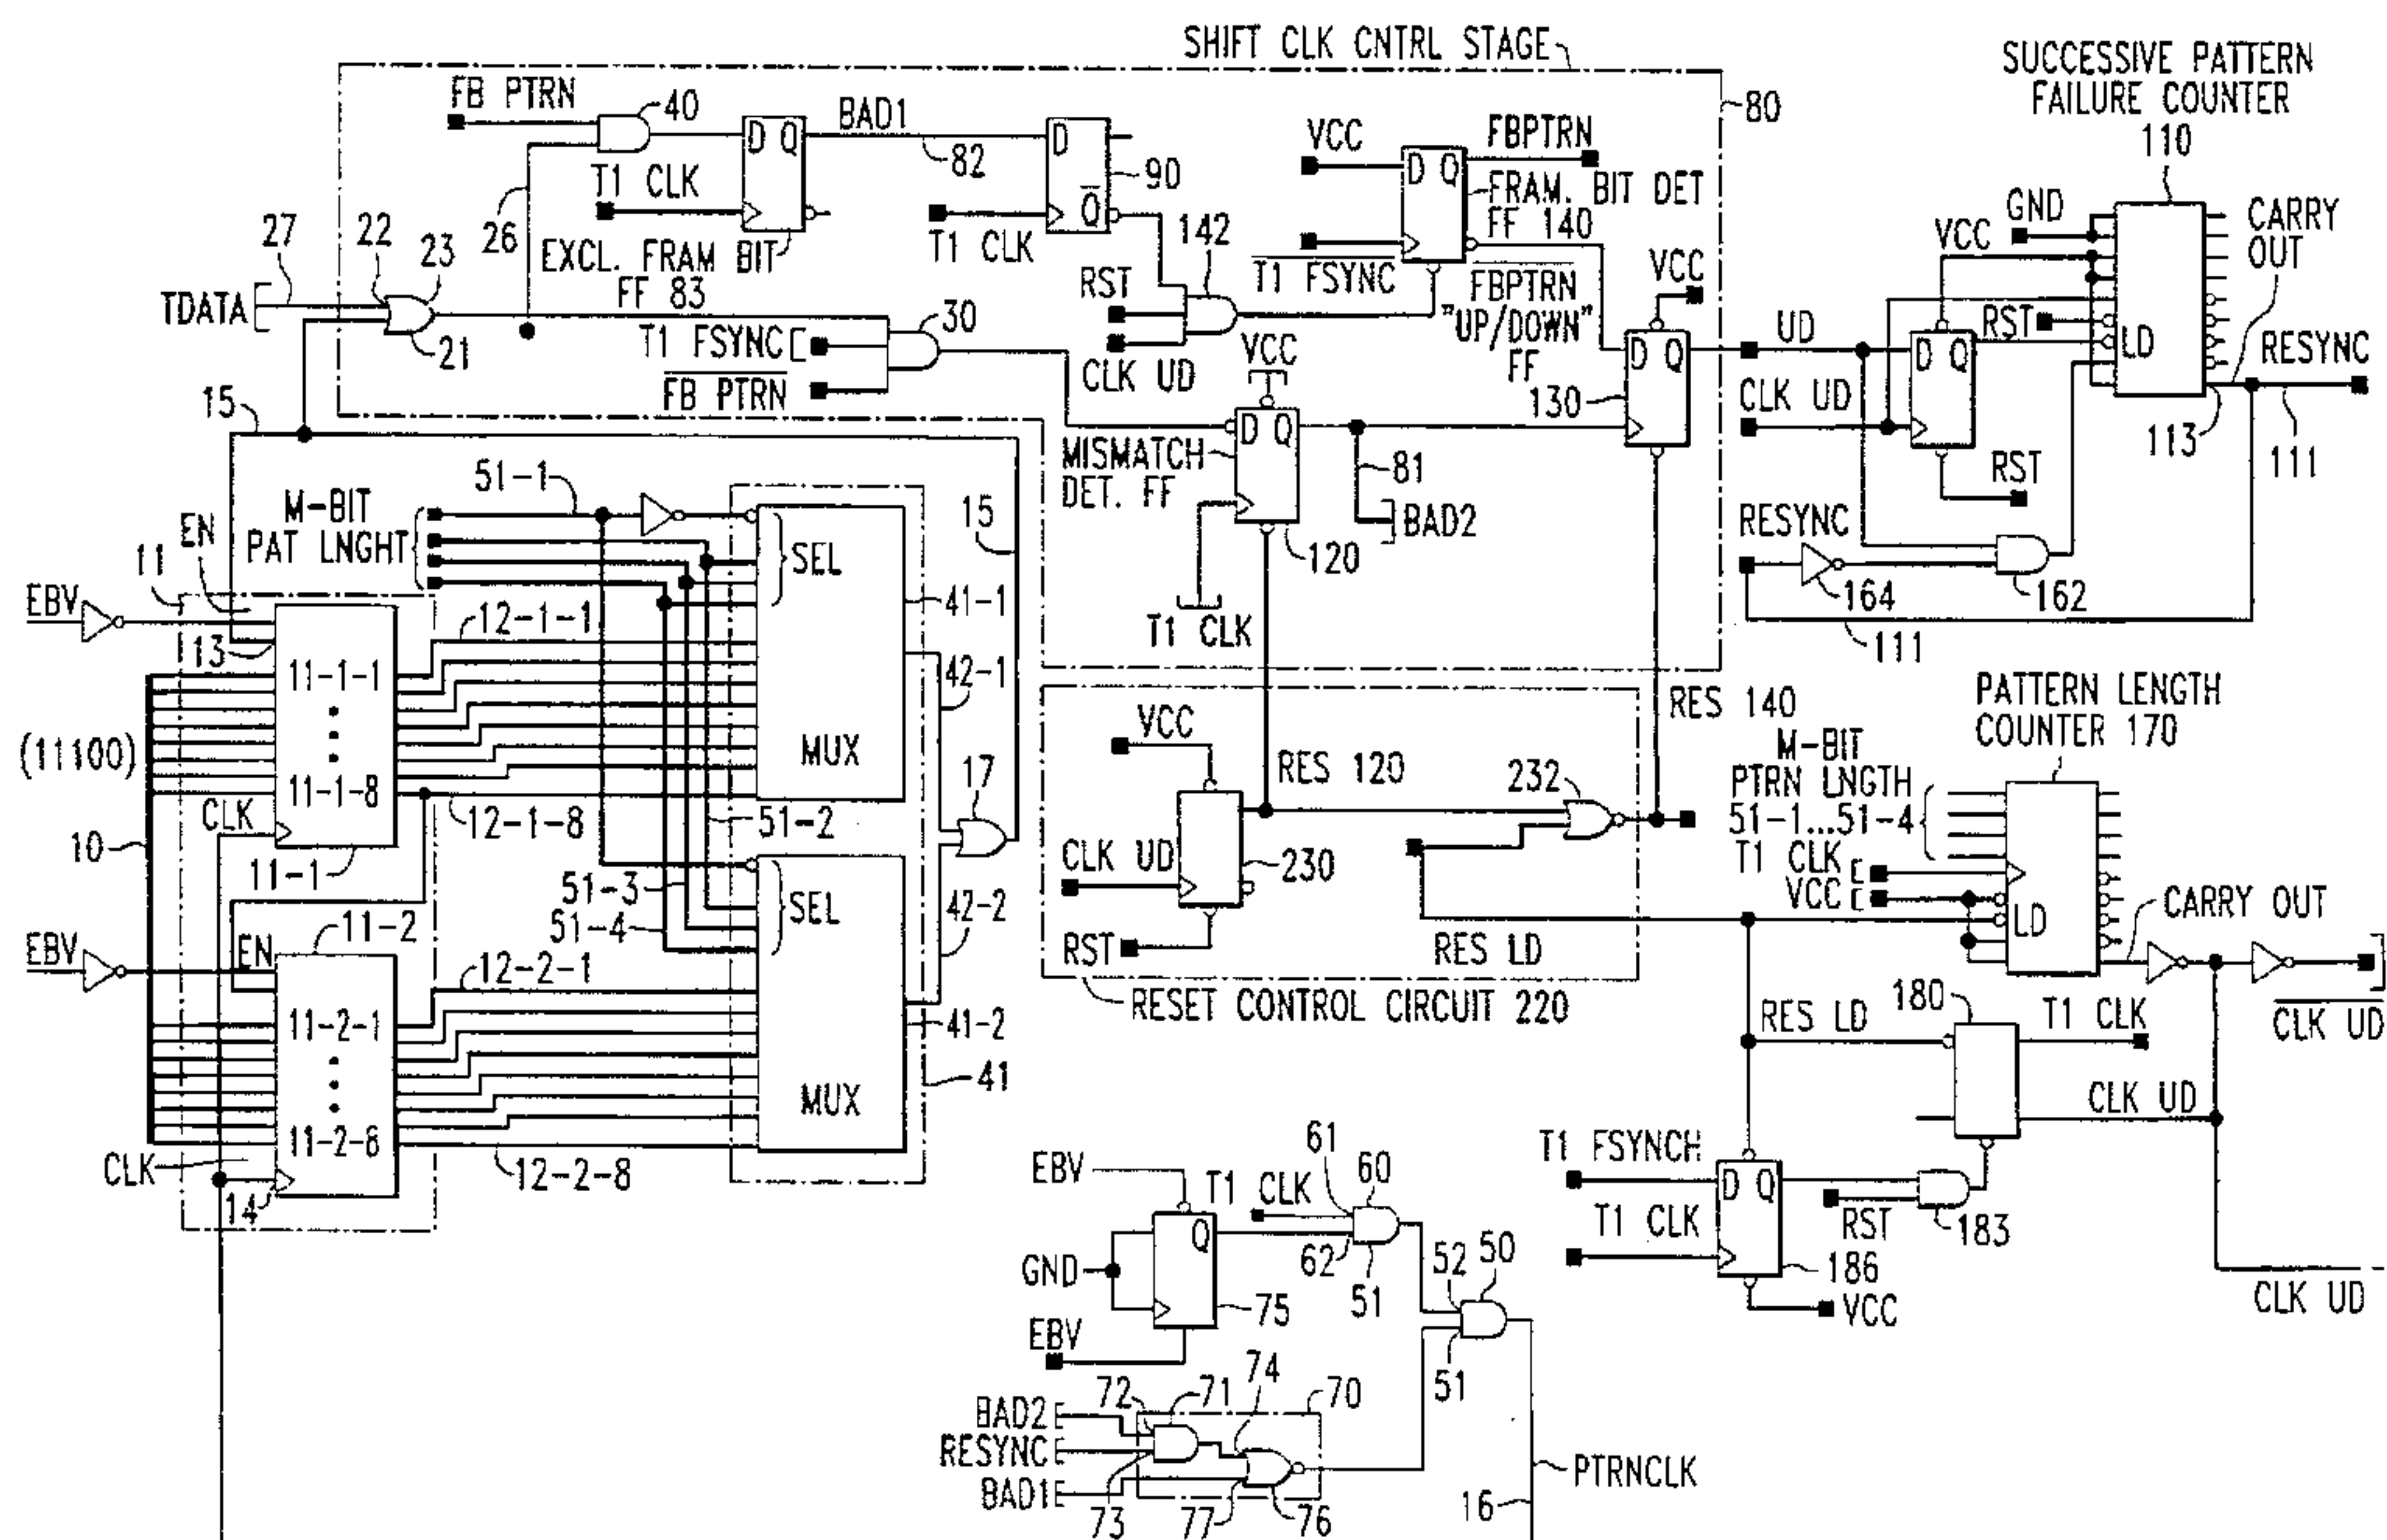 SHIFT CLK CNTRL STAGE
80
FB PTRN
40
D Q
BAD1
82
T1 CLK
26
EXCL. FRAM BIT
FF 83
D
Q̅
90
T1 CLK
VCC
D Q
FBPTRN
FRAM. BIT DET
FF 140
T1 FSYNC
FBPTRN
"UP/DOWN"
FF
130
142
RST
CLK UD
VCC
D Q
TDATA
27
22
23
21
T1 FSYNC
FB PTRN
30
VCC
D Q
MISMATCH
DET. FF
120
81
BAD2
T1 CLK
SUCCESSIVE PATTERN
FAILURE COUNTER
110
GND
VCC
RST
LD
CARRY
OUT
RESYNC
UD
D Q
CLK UD
RST
113
111
RESYNC
164
162
111
15
51-1
M-BIT
PAT LNGHT
SEL
41-1
15
11
EN
EBV
13
11-1-1
11-1-8
CLK
11-1
12-1-1
12-1-8
MUX
42-1
51-2
17
(11100)
10
51-3
51-4
SEL
42-2
EBV
EN
11-2
12-2-1
11-2-1
11-2-6
MUX
41-2
41
CLK
14
12-2-8
VCC
RES 120
232
RES 140
CLK UD
230
RST
RES LD
RESET CONTROL CIRCUIT 220
PATTERN LENGTH
COUNTER 170
M-BIT
PTRN LNGTH
51-1...51-4
T1 CLK
VCC
LD
CARRY OUT
CLK UD
RES LD
180
T1 CLK
CLK UD
T1 FSYNCH
D Q
T1 CLK
RST
183
186
VCC
CLK UD
EBV
T1 CLK
61
60
Q
62
51
GND
75
EBV
52
50
51
74
72
71
70
BAD2
RESYNC
BAD1
73
77
76
PTRNCLK
16